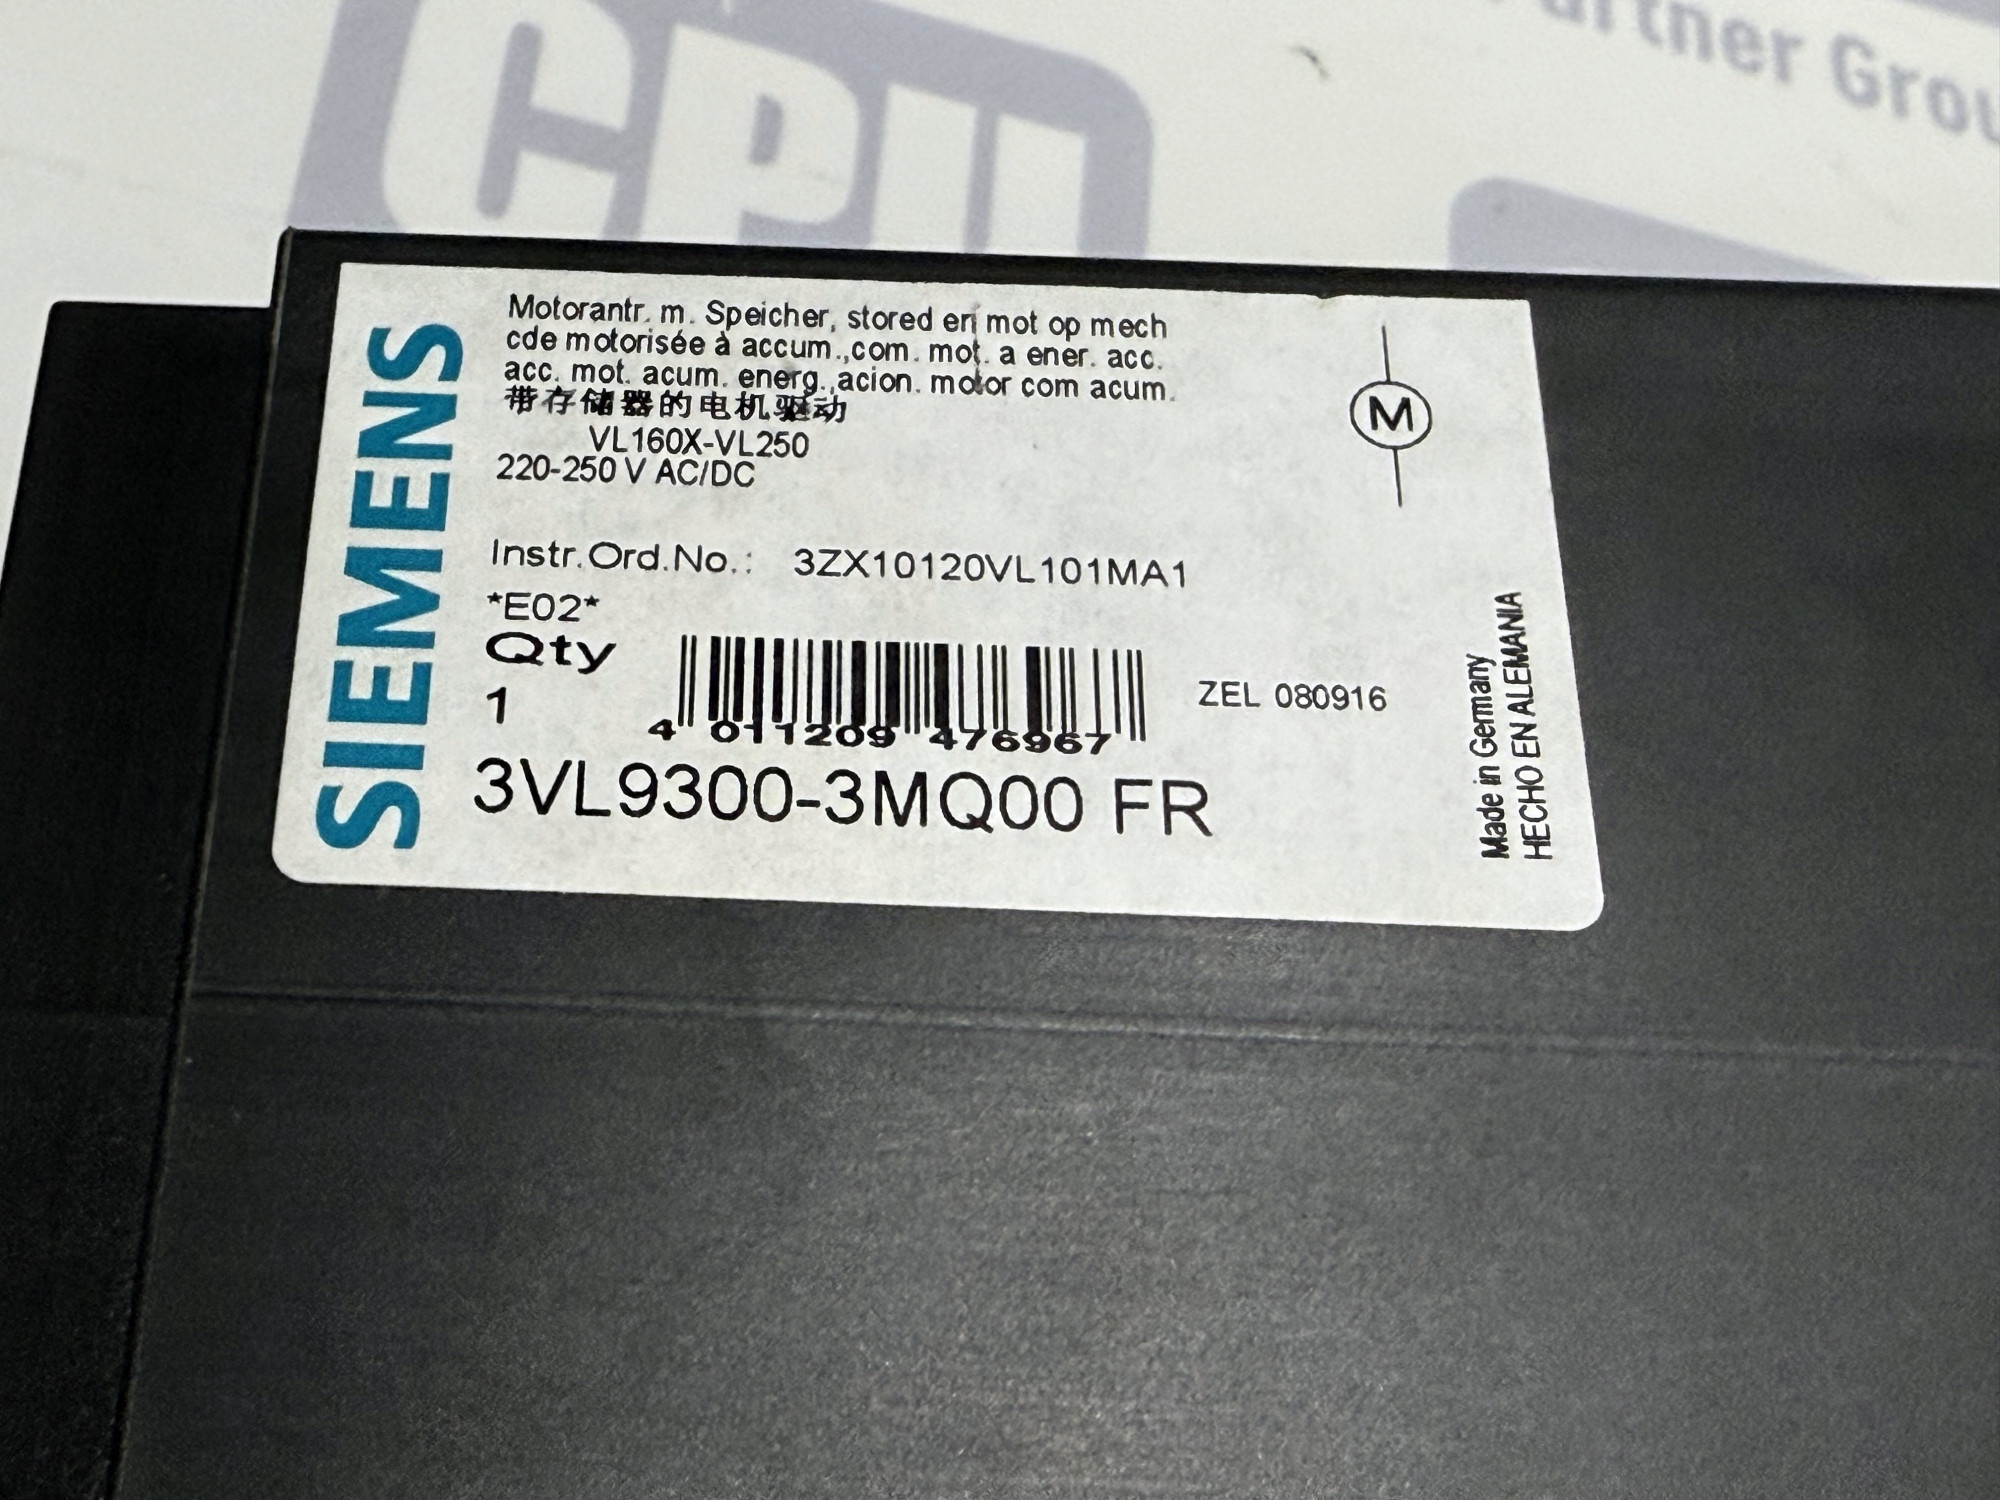 CPU
artner Grou
SIEMENS
Motorantr. m. Speicher, stored en mot op mech
cde motorisée à accum.,com. mot. a ener. acc.
acc. mot. acum. energ.,acion. motor com acum.
带存储器的电机驱动
VL160X-VL250
220-250 V AC/DC
M
Instr.Ord.No.: 3ZX10120VL101MA1
*E02*
Qty
1
4 011209 476967
ZEL 080916
3VL9300-3MQ00 FR
Made in Germany
HECHO EN ALEMANIA